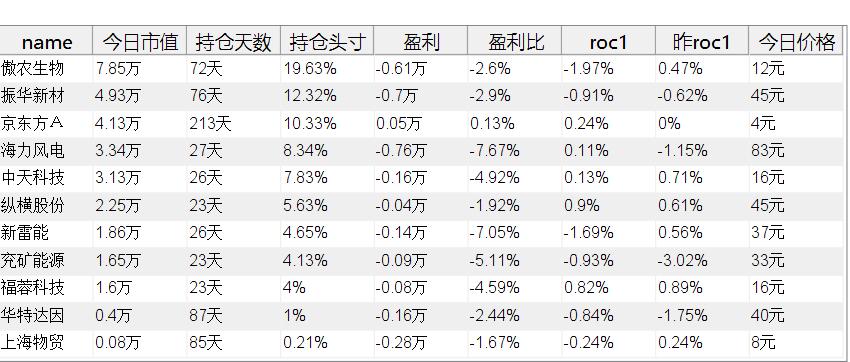 name 今日市值 持仓天数 持仓头寸 盈利 盈利比 roc1 昨roc1 今日价格
傲农生物 7.85万 72天 19.63% -0.61万 -2.6% -1.97% 0.47% 12元
振华新材 4.93万 76天 12.32% -0.7万 -2.9% -0.91% -0.62% 45元
京东方A 4.13万 213天 10.33% 0.05万 0.13% 0.24% 0% 4元
海力风电 3.34万 27天 8.34% -0.76万 -7.67% 0.11% -1.15% 83元
中天科技 3.13万 26天 7.83% -0.16万 -4.92% 0.13% 0.71% 16元
纵横股份 2.25万 23天 5.63% -0.04万 -1.92% 0.9% 0.61% 45元
新雷能 1.86万 26天 4.65% -0.14万 -7.05% -1.69% 0.56% 37元
兖矿能源 1.65万 23天 4.13% -0.09万 -5.11% -0.93% -3.02% 33元
福蓉科技 1.6万 23天 4% -0.08万 -4.59% 0.82% 0.89% 16元
华特达因 0.4万 87天 1% -0.16万 -2.44% -0.84% -1.75% 40元
上海物贸 0.08万 85天 0.21% -0.28万 -1.67% -0.24% 0.24% 8元